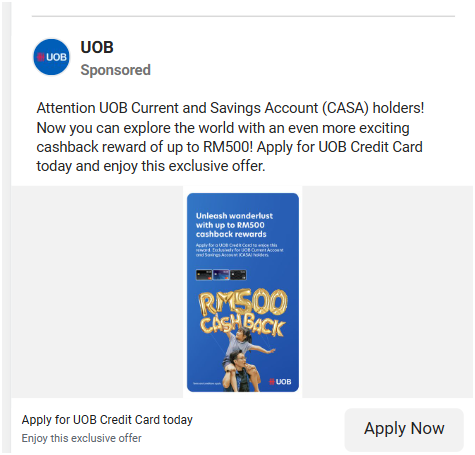 UOB
UOB
Sponsored
Attention UOB Current and Savings Account (CASA) holders!
Now you can explore the world with an even more exciting
cashback reward of up to RM500! Apply for UOB Credit Card
today and enjoy this exclusive offer.
Unleash wanderlust
with up to RM500
cashback rewards
Apply for a UOB Credit Card to enjoy this
reward. Exclusively for UOB Current Account
and Savings Account (CASA) holders.
RM500
CASHBACK
UOB
Apply for UOB Credit Card today
Enjoy this exclusive offer
Apply Now